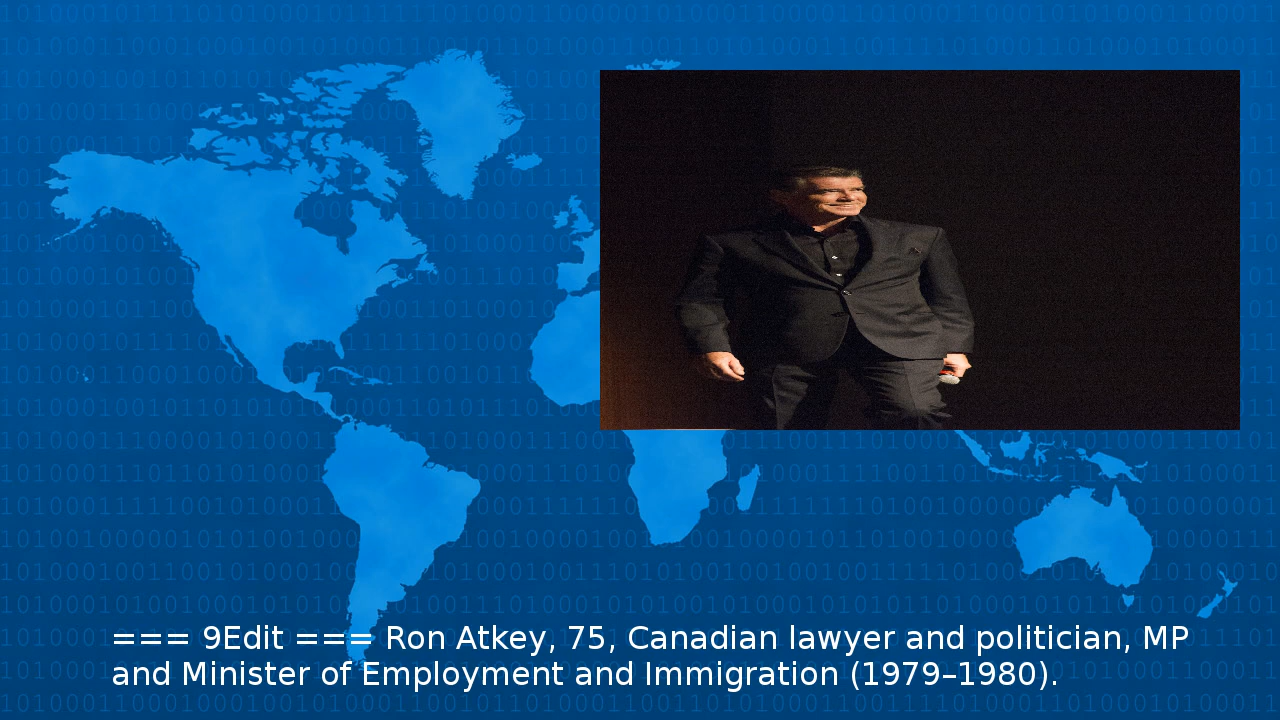 === 9Edit === Ron Atkey, 75, Canadian lawyer and politician, MP
and Minister of Employment and Immigration (1979–1980).